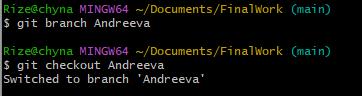 Rize@chyna MINGW64 ~/Documents/FinalWork (main)
$ git branch Andreeva
Rize@chyna MINGW64 ~/Documents/FinalWork (main)
$ git checkout Andreeva
Switched to branch 'Andreeva'